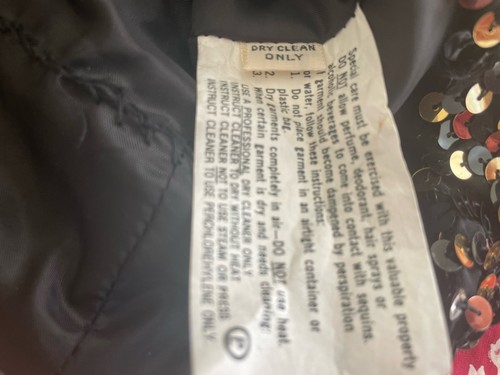 DRY CLEAN
ONLY
Special care must be exercised with this valuable property
DO NOT allow perfume, deodorant, hair sprays or
alcoholic beverages to come into contact with sequins.
garment should become dampened by perspiration
or water, follow these instructions:
1. Do not place garment in an airtight container or
plastic bag.
2. Dry garments completely in air—DO NOT use heat.
3. When certain garment is dry and needs cleaning:
USE A PROFESSIONAL DRY CLEANER ONLY
INSTRUCT CLEANER TO DRY WITHOUT HEAT
INSTRUCT CLEANER NOT TO USE STEAM OR PRESS
INSTRUCT CLEANER TO USE PERCHLORETHYLENE ONLY
P